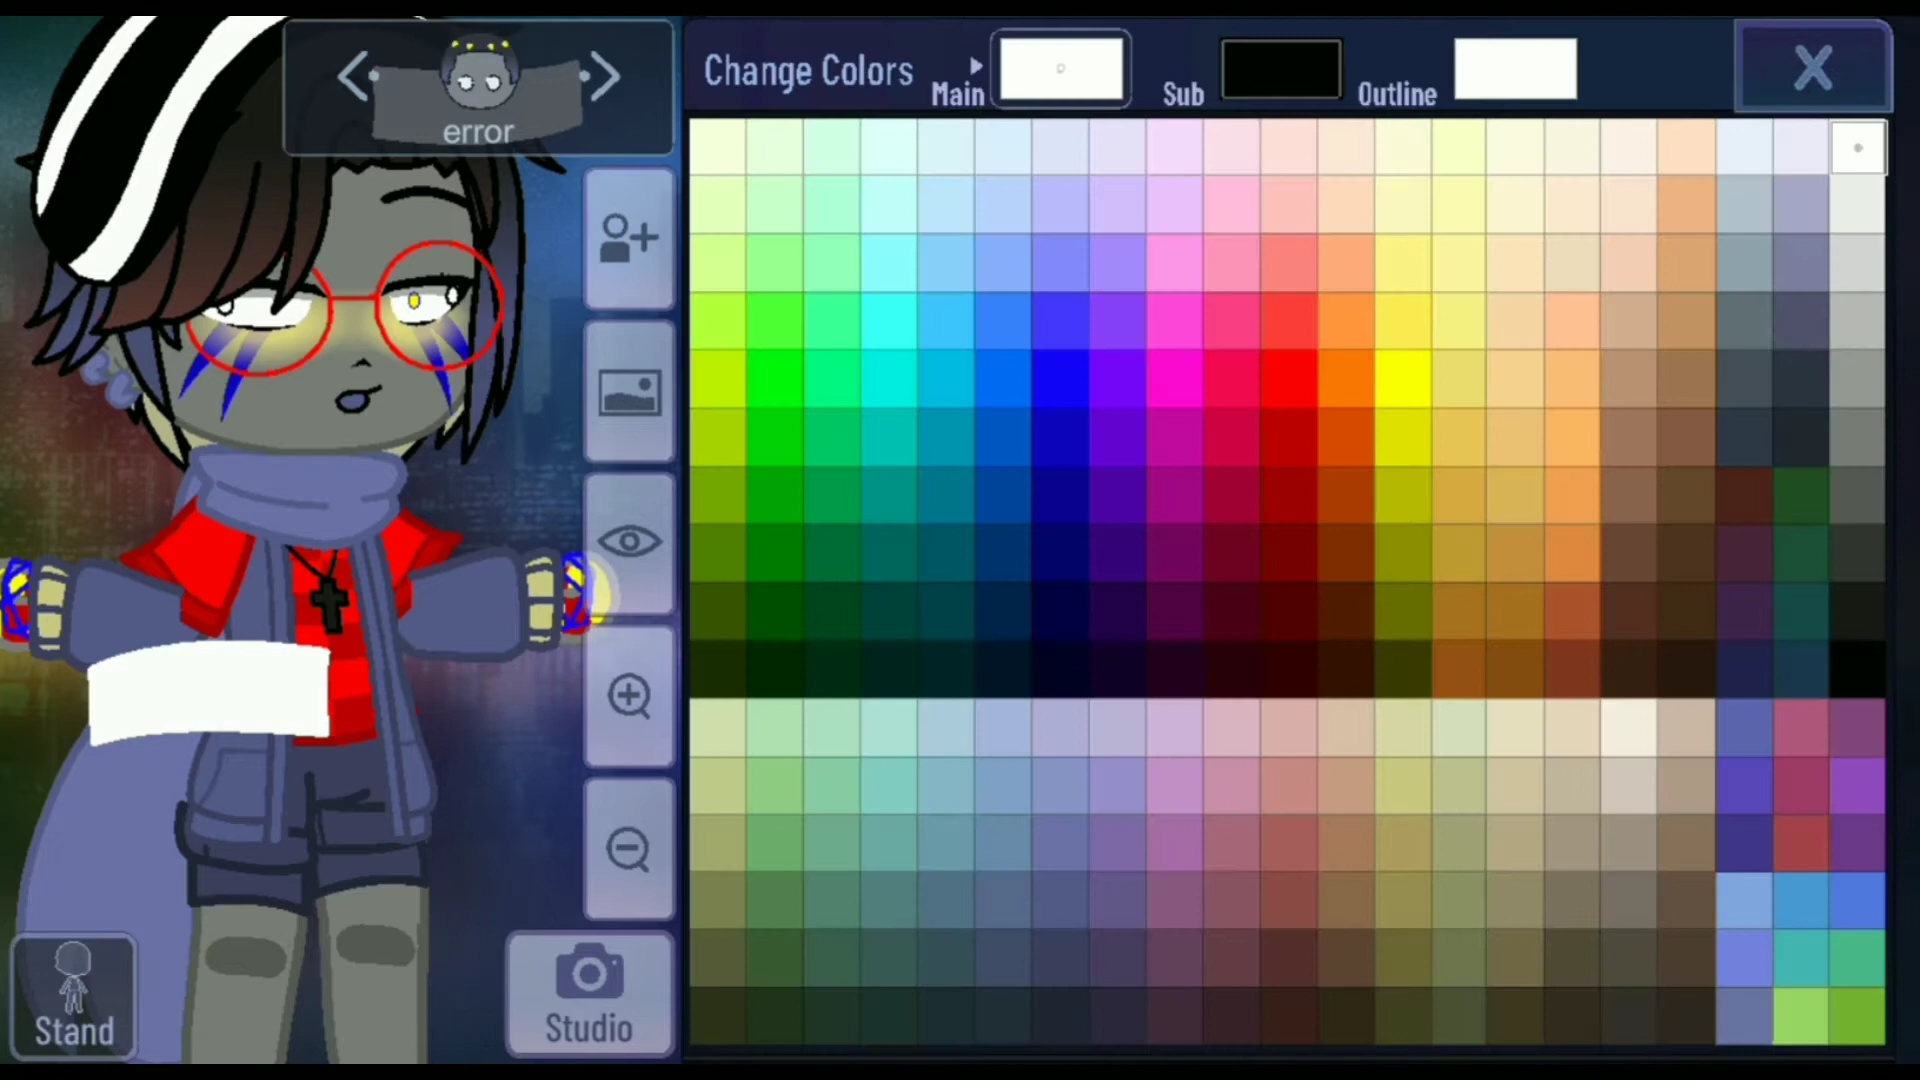 error
Change Colors
Main
Sub
Outline
X
Stand
Studio